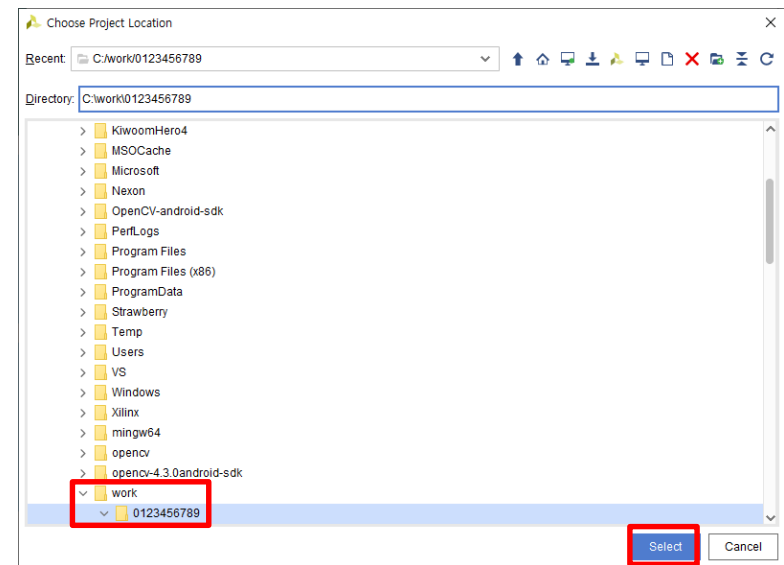 Choose Project Location
Recent: C:/work/0123456789
Directory: C:\work\0123456789
KiwoomHero4
MSOCache
Microsoft
Nexon
OpenCV-android-sdk
PerfLogs
Program Files
Program Files (x86)
ProgramData
Strawberry
Temp
Users
VS
Windows
Xilinx
mingw64
opencv
opencv-4.3.0android-sdk
work
0123456789
Select Cancel